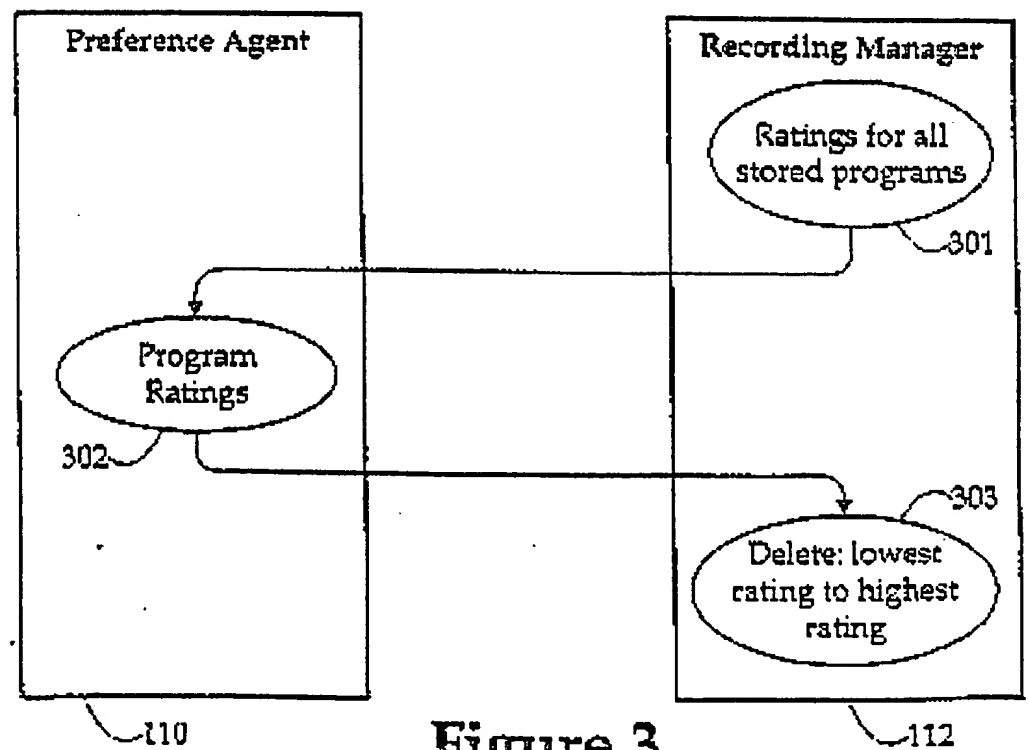 Preference Agent
Recording Manager
Ratings for all
stored programs
301
Program
Ratings
302
303
Delete: lowest
rating to highest
rating
110
112
Figure 3